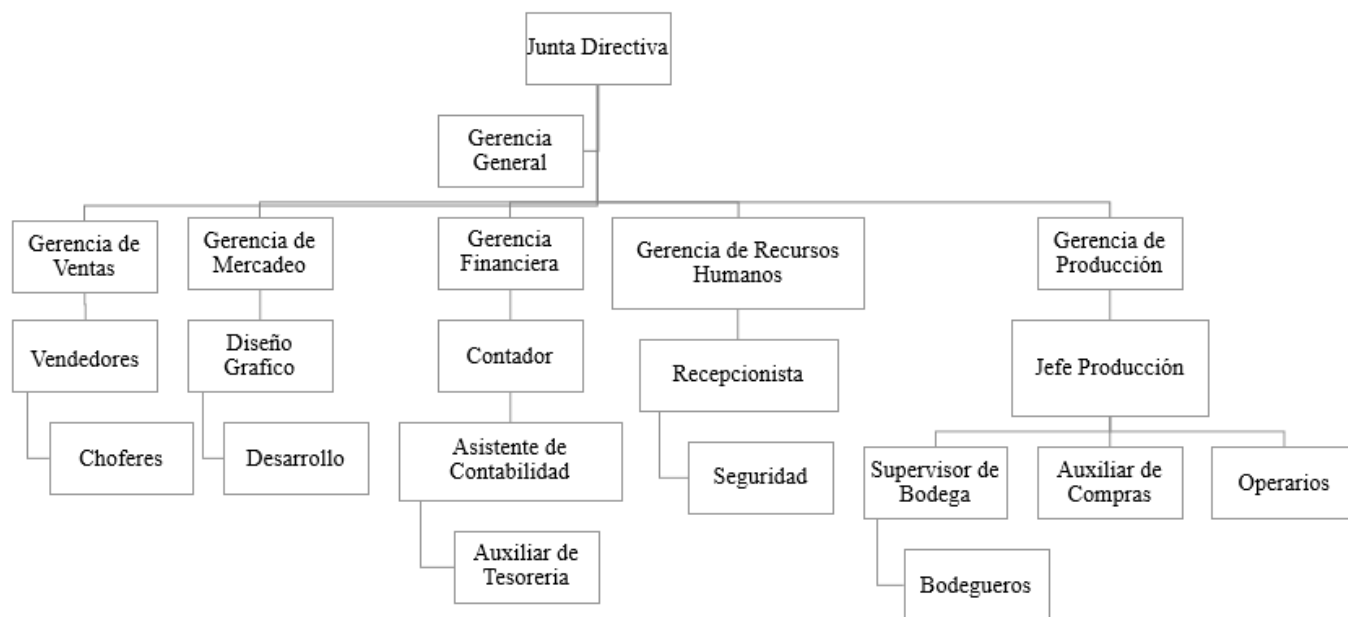 Junta Directiva
Gerencia
General
Gerencia de
Ventas
Gerencia de
Mercadeo
Gerencia
Financiera
Gerencia de Recursos
Humanos
Gerencia de
Producción
Vendedores
Diseño
Grafico
Contador
Recepcionista
Jefe Producción
Choferes
Desarrollo
Asistente de
Contabilidad
Seguridad
Supervisor de
Bodega
Auxiliar de
Compras
Operarios
Auxiliar de
Tesoreria
Bodegueros